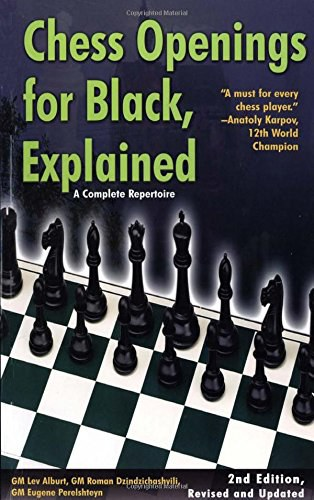 Chess Openings
for Black,
Explained
A Complete Repertoire
“A must for every
chess player.”
–Anatoly Karpov,
12th World
Champion
GM Lev Alburt, GM Roman Dzindzichashvili,
GM Eugene Perelshteyn
2nd Edition,
Revised and Updated